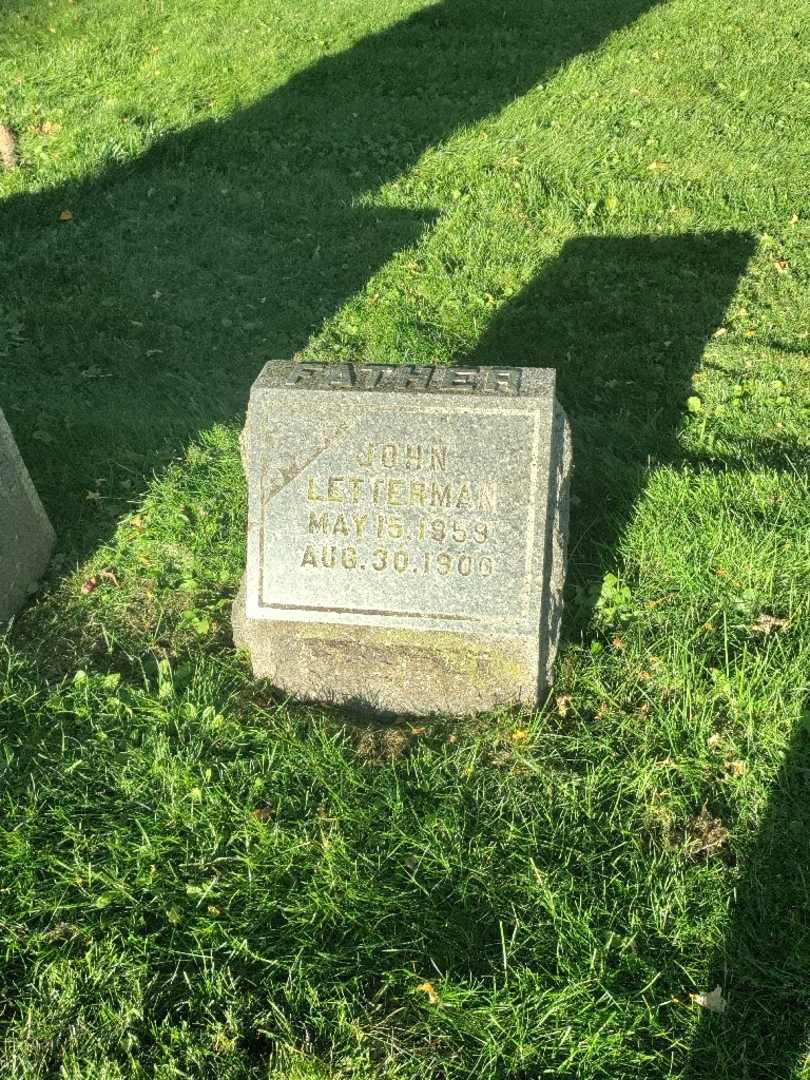 FATHER
JOHN
LETTERMAN
MAY 15. 1859
AUG. 30. 1900